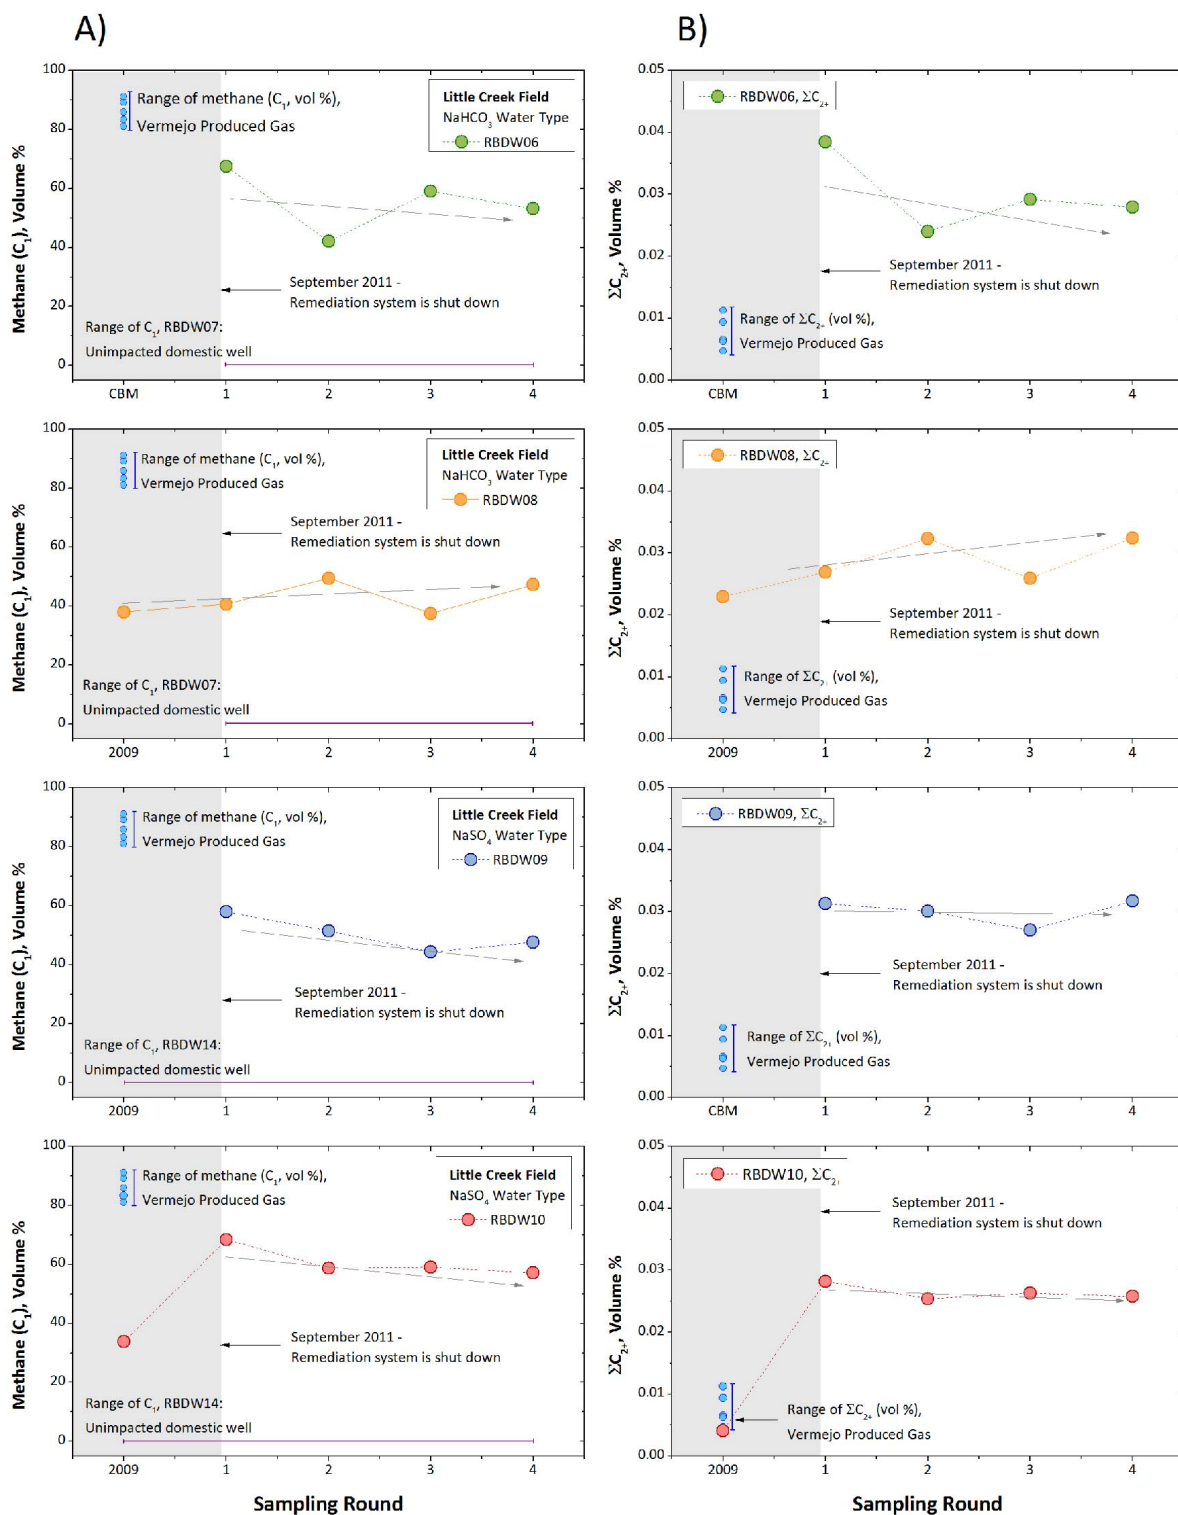 A)
B)
100
80
60
40
20
0
Methane (C1), Volume %
Range of methane (C1, vol %),
Vermejo Produced Gas
Little Creek Field
NaHCO3 Water Type
RBDW06
September 2011 -
Remediation system is shut down
Range of C1, RBDW07:
Unimpacted domestic well
CBM
1
2
3
4
0.05
0.04
0.03
0.02
0.01
0.00
ΣC2+, Volume %
RBDW06, ΣC2+
September 2011 -
Remediation system is shut down
Range of ΣC2+ (vol %),
Vermejo Produced Gas
CBM
1
2
3
4
100
80
60
40
20
0
Methane (C1), Volume %
Range of methane (C1, vol %),
Vermejo Produced Gas
Little Creek Field
NaHCO3 Water Type
RBDW08
September 2011 -
Remediation system is shut down
Range of C1, RBDW07:
Unimpacted domestic well
2009
1
2
3
4
0.05
0.04
0.03
0.02
0.01
0.00
ΣC2+, Volume %
RBDW08, ΣC2+
September 2011 -
Remediation system is shut down
Range of ΣC2+ (vol %),
Vermejo Produced Gas
2009
1
2
3
4
100
80
60
40
20
0
Methane (C1), Volume %
Range of methane (C1, vol %),
Vermejo Produced Gas
Little Creek Field
NaSO4 Water Type
RBDW09
September 2011 -
Remediation system is shut down
Range of C1, RBDW14:
Unimpacted domestic well
2009
1
2
3
4
0.05
0.04
0.03
0.02
0.01
0.00
ΣC2+, Volume %
RBDW09, ΣC2+
September 2011 -
Remediation system is shut down
Range of ΣC2+ (vol %),
Vermejo Produced Gas
CBM
1
2
3
4
100
80
60
40
20
0
Methane (C1), Volume %
Range of methane (C1, vol %),
Vermejo Produced Gas
Little Creek Field
NaSO4 Water Type
RBDW10
September 2011 -
Remediation system is shut down
Range of C1, RBDW14:
Unimpacted domestic well
2009
1
2
3
4
Sampling Round
0.05
0.04
0.03
0.02
0.01
0.00
ΣC2+, Volume %
RBDW10, ΣC2+
September 2011 -
Remediation system is shut down
Range of ΣC2+ (vol %),
Vermejo Produced Gas
2009
1
2
3
4
Sampling Round